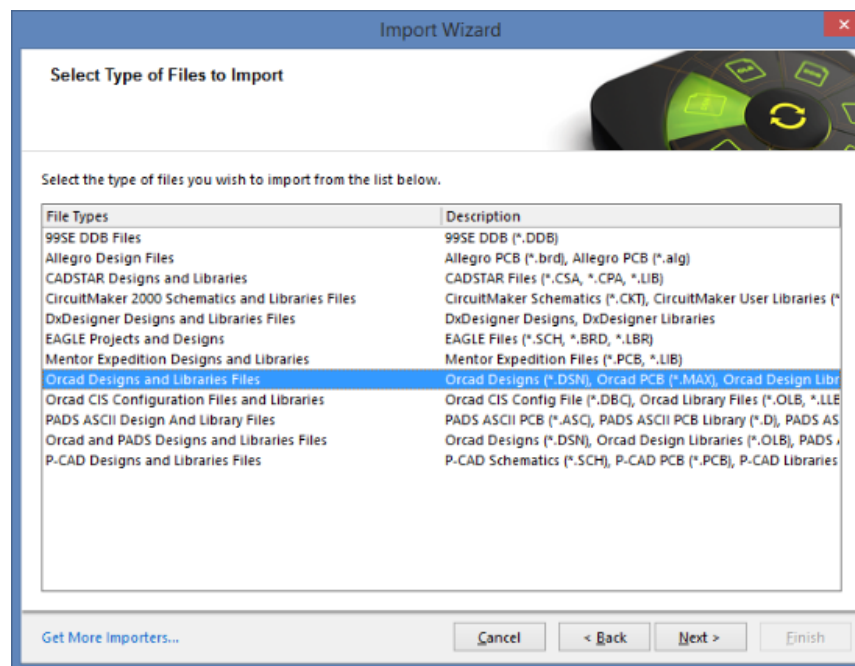 Import Wizard
Select Type of Files to Import
Select the type of files you wish to import from the list below.
File Types Description
99SE DDB Files 99SE DDB (*.DDB)
Allegro Design Files Allegro PCB (*.brd), Allegro PCB (*.alg)
CADSTAR Designs and Libraries CADSTAR Files (*.CSA, *.CPA, *.LIB)
CircuitMaker 2000 Schematics and Libraries Files CircuitMaker Schematics (*.CKT), CircuitMaker User Libraries (*
DxDesigner Designs and Libraries Files DxDesigner Designs, DxDesigner Libraries
EAGLE Projects and Designs EAGLE Files (*.SCH, *.BRD, *.LBR)
Mentor Expedition Designs and Libraries Mentor Expedition Files (*.PCB, *.LIB)
Orcad Designs and Libraries Files Orcad Designs (*.DSN), Orcad PCB (*.MAX), Orcad Design Libr
Orcad CIS Configuration Files and Libraries Orcad CIS Config File (*.DBC), Orcad Library Files (*.OLB, *.LLE
PADS ASCII Design And Library Files PADS ASCII PCB (*.ASC), PADS ASCII PCB Library (*.D), PADS AS
Orcad and PADS Designs and Libraries Files Orcad Designs (*.DSN), Orcad Design Libraries (*.OLB), PADS
P-CAD Designs and Libraries Files P-CAD Schematics (*.SCH), P-CAD PCB (*.PCB), P-CAD Libraries
Get More Importers... Cancel < Back Next > Finish